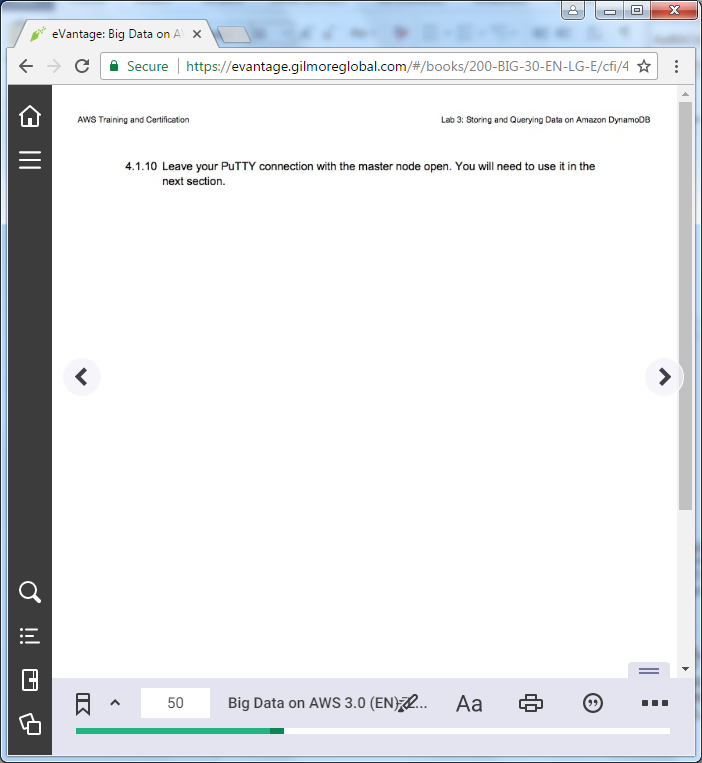 eVantage: Big Data on A
Secure
https://evantage.gilmoreglobal.com/#/books/200-BIG-30-EN-LG-E/cfi/4
AWS Training and Certification
Lab 3: Storing and Querying Data on Amazon DynamoDB
4.1.10 Leave your PuTTY connection with the master node open. You will need to use it in the
next section.
50
Big Data on AWS 3.0 (EN)
Aa